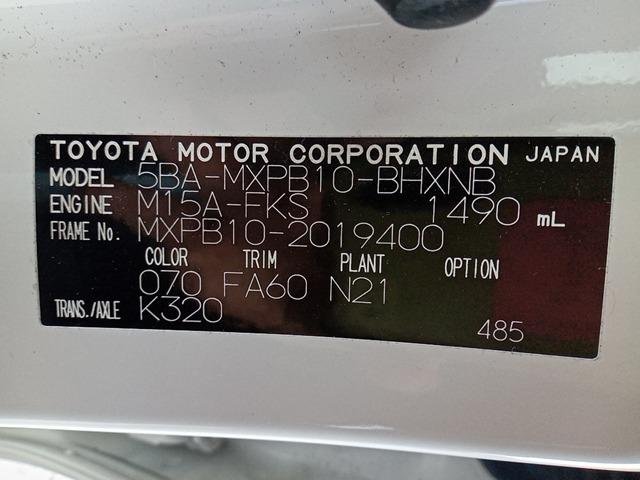 TOYOTA MOTOR CORPORATION JAPAN
MODEL 5BA-MXPB10-BHXNB
ENGINE M15A-FKS 1490 mL
FRAME No. MXPB10-2019400
COLOR TRIM PLANT OPTION
070 FA60 N21
TRANS./AXLE K320
485